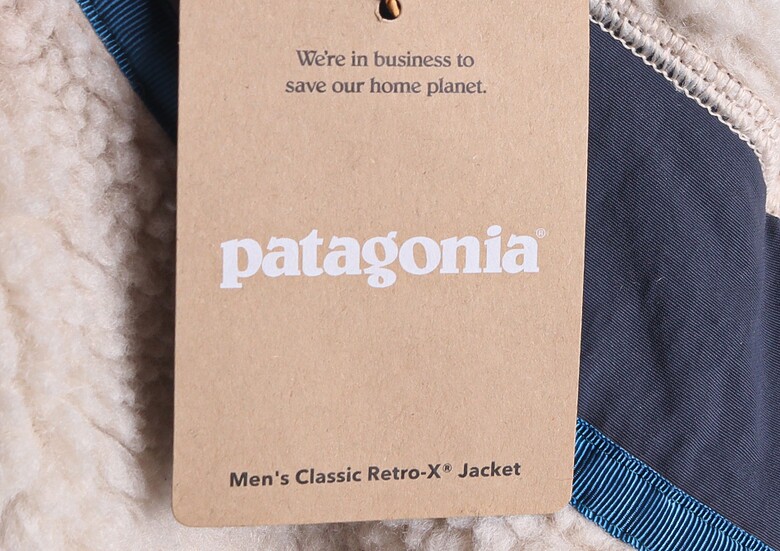 We're in business to
save our home planet.
patagonia®
Men's Classic Retro-X® Jacket